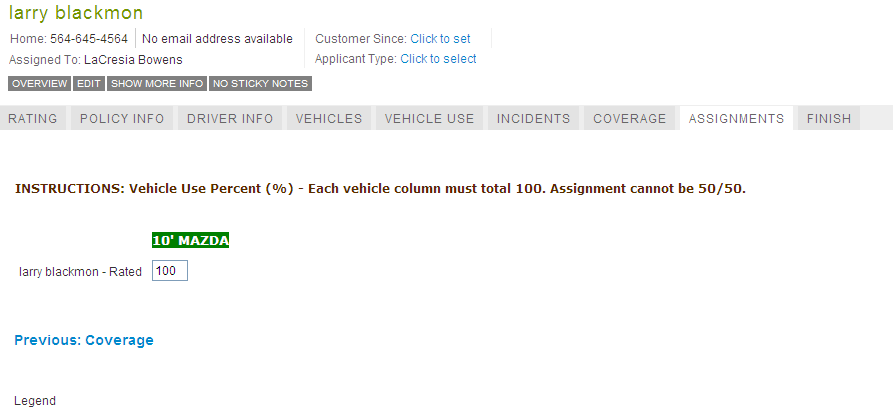 larry blackmon
Home: 564-645-4564 No email address available Customer Since: Click to set
Assigned To: LaCresia Bowens Applicant Type: Click to select
OVERVIEW EDIT SHOW MORE INFO NO STICKY NOTES
RATING POLICY INFO DRIVER INFO VEHICLES VEHICLE USE INCIDENTS COVERAGE ASSIGNMENTS FINISH
INSTRUCTIONS: Vehicle Use Percent (%) - Each vehicle column must total 100. Assignment cannot be 50/50.
10' MAZDA
larry blackmon - Rated 100
Previous: Coverage
Legend